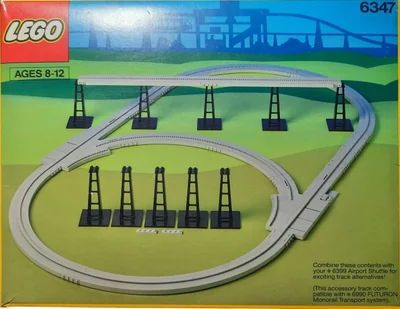 LEGO
6347
AGES 8-12
Combine these contents with
your * 6399 Airport Shuttle for
exciting track alternatives!
(This accessory track com-
patible with * 6990 FUTURON
Monorail Transport system).